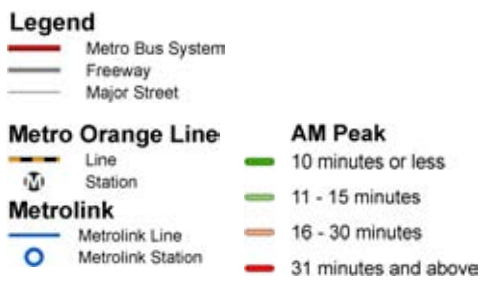 Legend
Metro Bus System
Freeway
Major Street
Metro Orange Line
Line
M Station
Metrolink
Metrolink Line
Metrolink Station
AM Peak
10 minutes or less
11 - 15 minutes
16 - 30 minutes
31 minutes and above